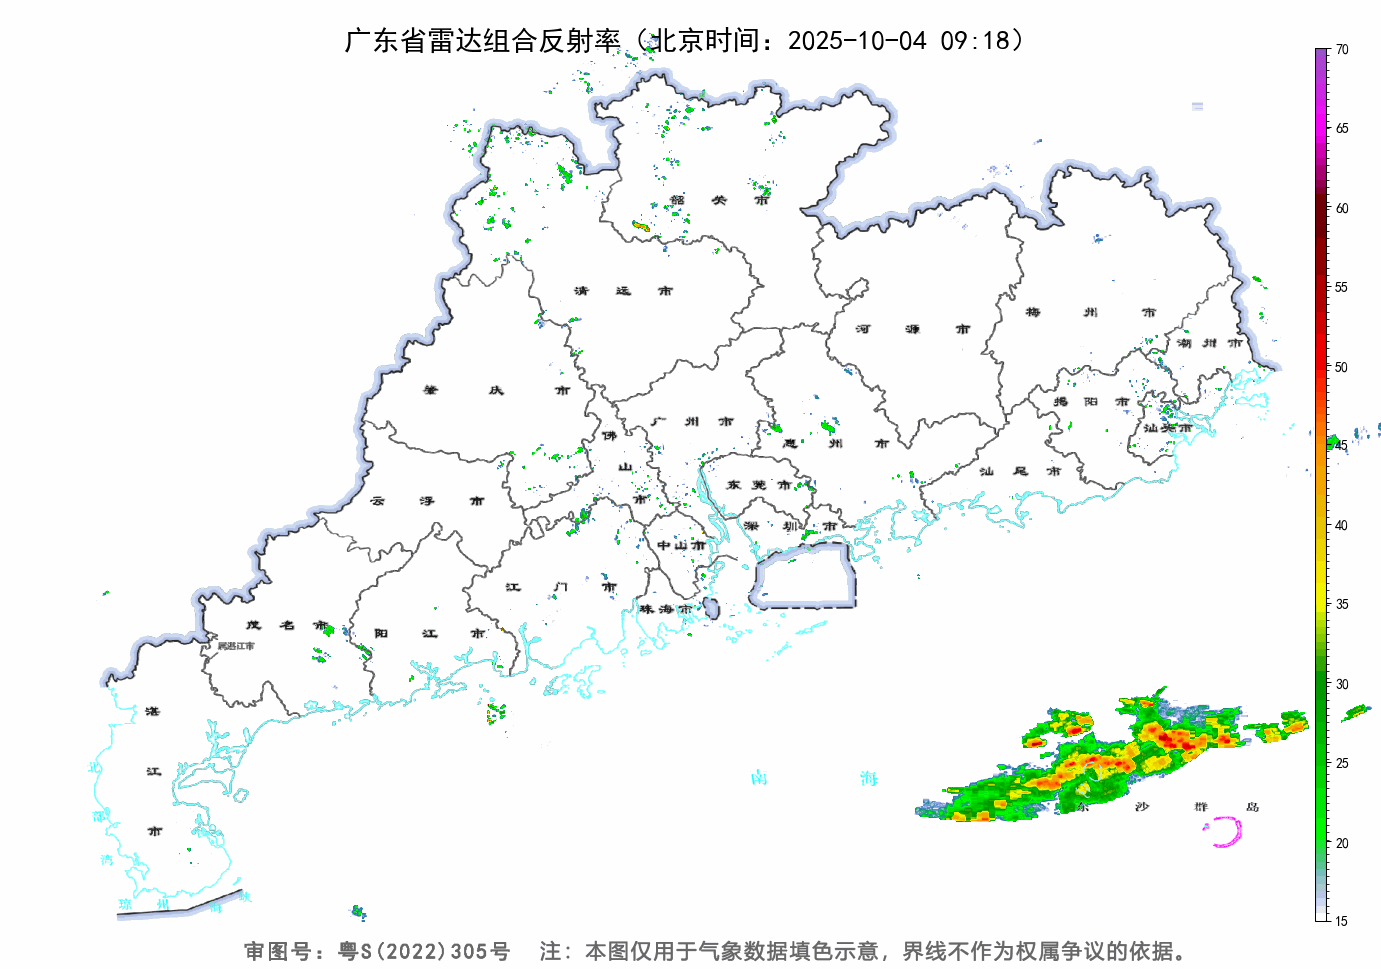 广东省雷达组合反射率（北京时间：2025-10-04 09:18）
70
65
60
55
50
45
40
35
30
25
20
15
韶关市
清远市
河源市
梅州市
潮州市
肇庆市
广州市
揭阳市
汕头市
佛山市
惠州市
汕尾市
云浮市
东莞市
深圳市
中山市
江门市
珠海市
茂名市
阳江市
属湛江市
湛江市
南海
东沙群岛
北部湾
琼州海峡
审图号：粤S(2022)305号 注：本图仅用于气象数据填色示意，界线不作为权属争议的依据。